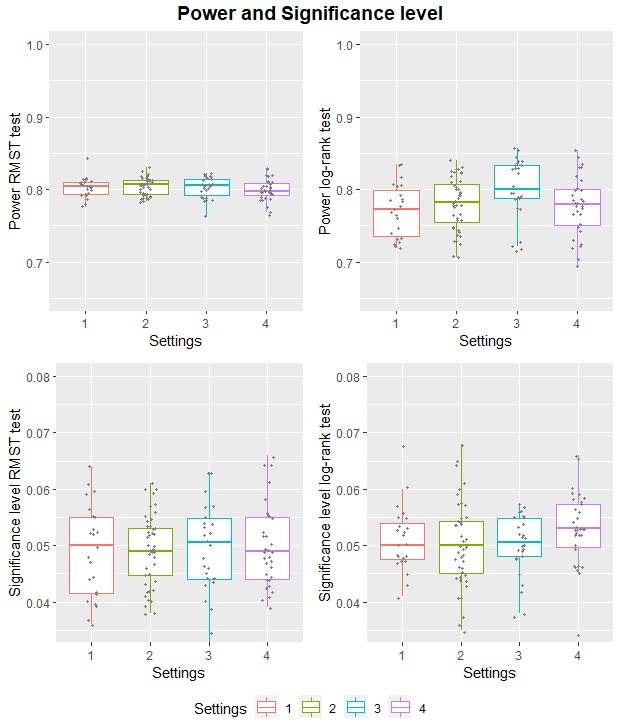 Power and Significance level
Power RMST test
1.0
0.9
0.8
0.7
1 2 3 4
Settings
Power log-rank test
1.0
0.9
0.8
0.7
1 2 3 4
Settings
Significance level RMST test
0.08
0.07
0.06
0.05
0.04
1 2 3 4
Settings
Significance level log-rank test
0.08
0.07
0.06
0.05
0.04
1 2 3 4
Settings
Settings 1 2 3 4